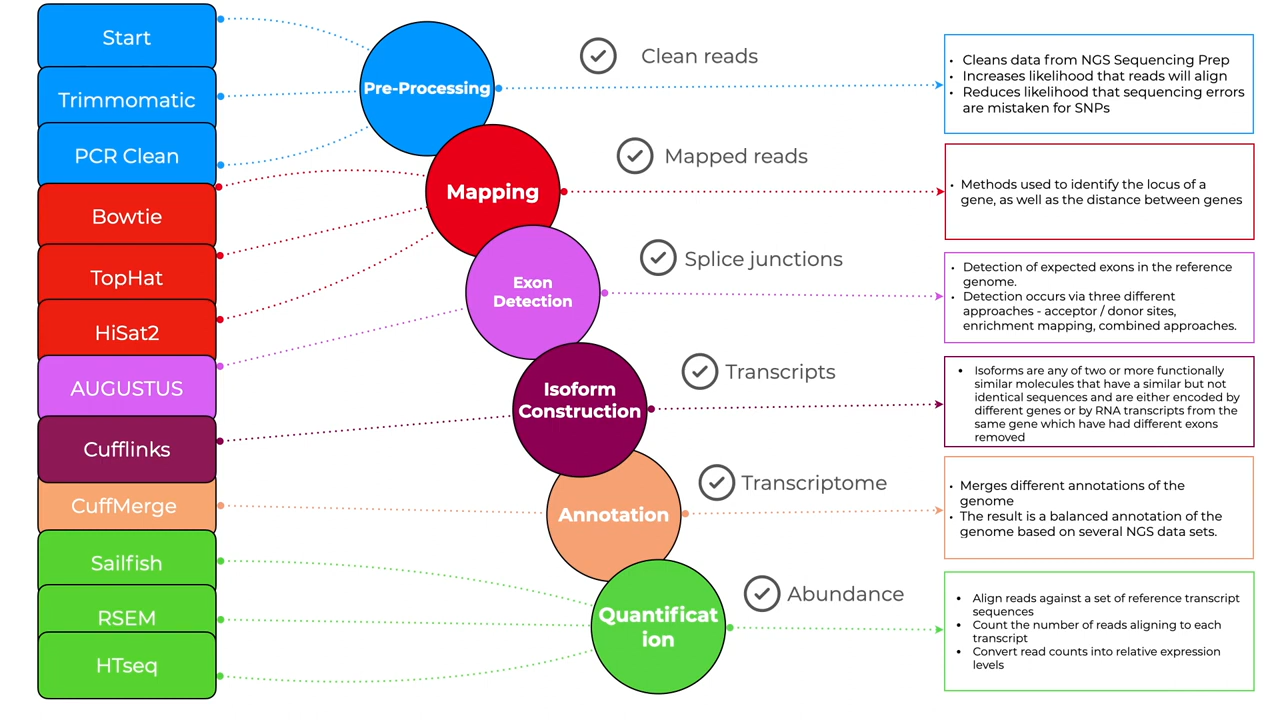 Start
Trimmomatic
PCR Clean
Bowtie
TopHat
HiSat2
AUGUSTUS
Cufflinks
CuffMerge
Sailfish
RSEM
HTseq
Pre-Processing
Mapping
Exon
Detection
Isoform
Construction
Annotation
Quantificat
ion
Clean reads
Mapped reads
Splice junctions
Transcripts
Transcriptome
Abundance
• Cleans data from NGS Sequencing Prep
• Increases likelihood that reads will align
• Reduces likelihood that sequencing errors
are mistaken for SNPs
• Methods used to identify the locus of a
gene, as well as the distance between genes
• Detection of expected exons in the reference
genome.
• Detection occurs via three different
approaches - acceptor / donor sites,
enrichment mapping, combined approaches.
• Isoforms are any of two or more functionally
similar molecules that have a similar but not
identical sequences and are either encoded by
different genes or by RNA transcripts from the
same gene which have had different exons
removed
• Merges different annotations of the
genome
• The result is a balanced annotation of the
genome based on several NGS data sets.
• Align reads against a set of reference transcript
sequences
• Count the number of reads aligning to each
transcript
• Convert read counts into relative expression
levels